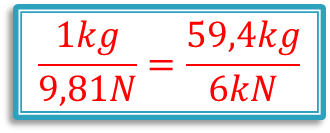 1kg / 9,81N = 59,4kg / 6kN